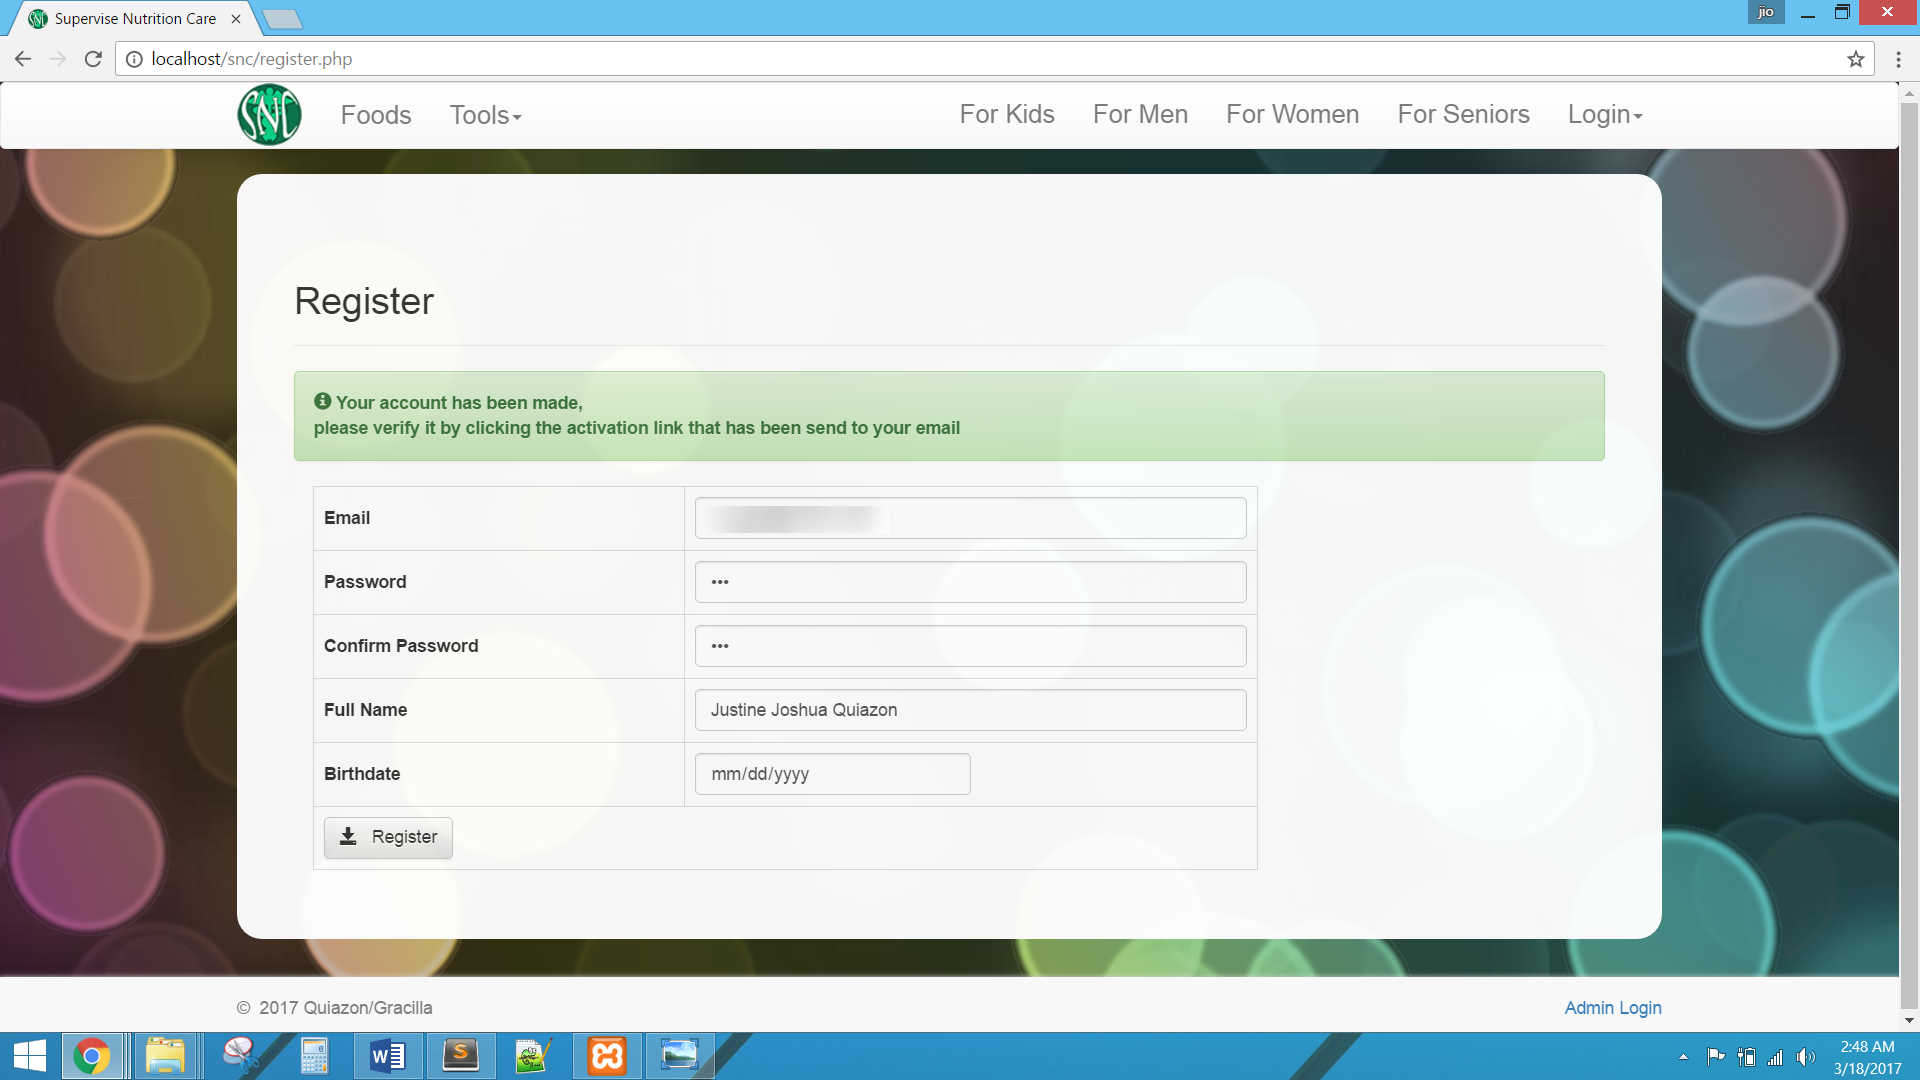 Supervise Nutrition Care
jio
localhost/snc/register.php
SNC
Foods
Tools
For Kids
For Men
For Women
For Seniors
Login
Register
Your account has been made,
please verify it by clicking the activation link that has been send to your email
Email
Password
•••
Confirm Password
•••
Full Name
Justine Joshua Quiazon
Birthdate
mm/dd/yyyy
Register
© 2017 Quiazon/Gracilla
Admin Login
2:48 AM
3/18/2017